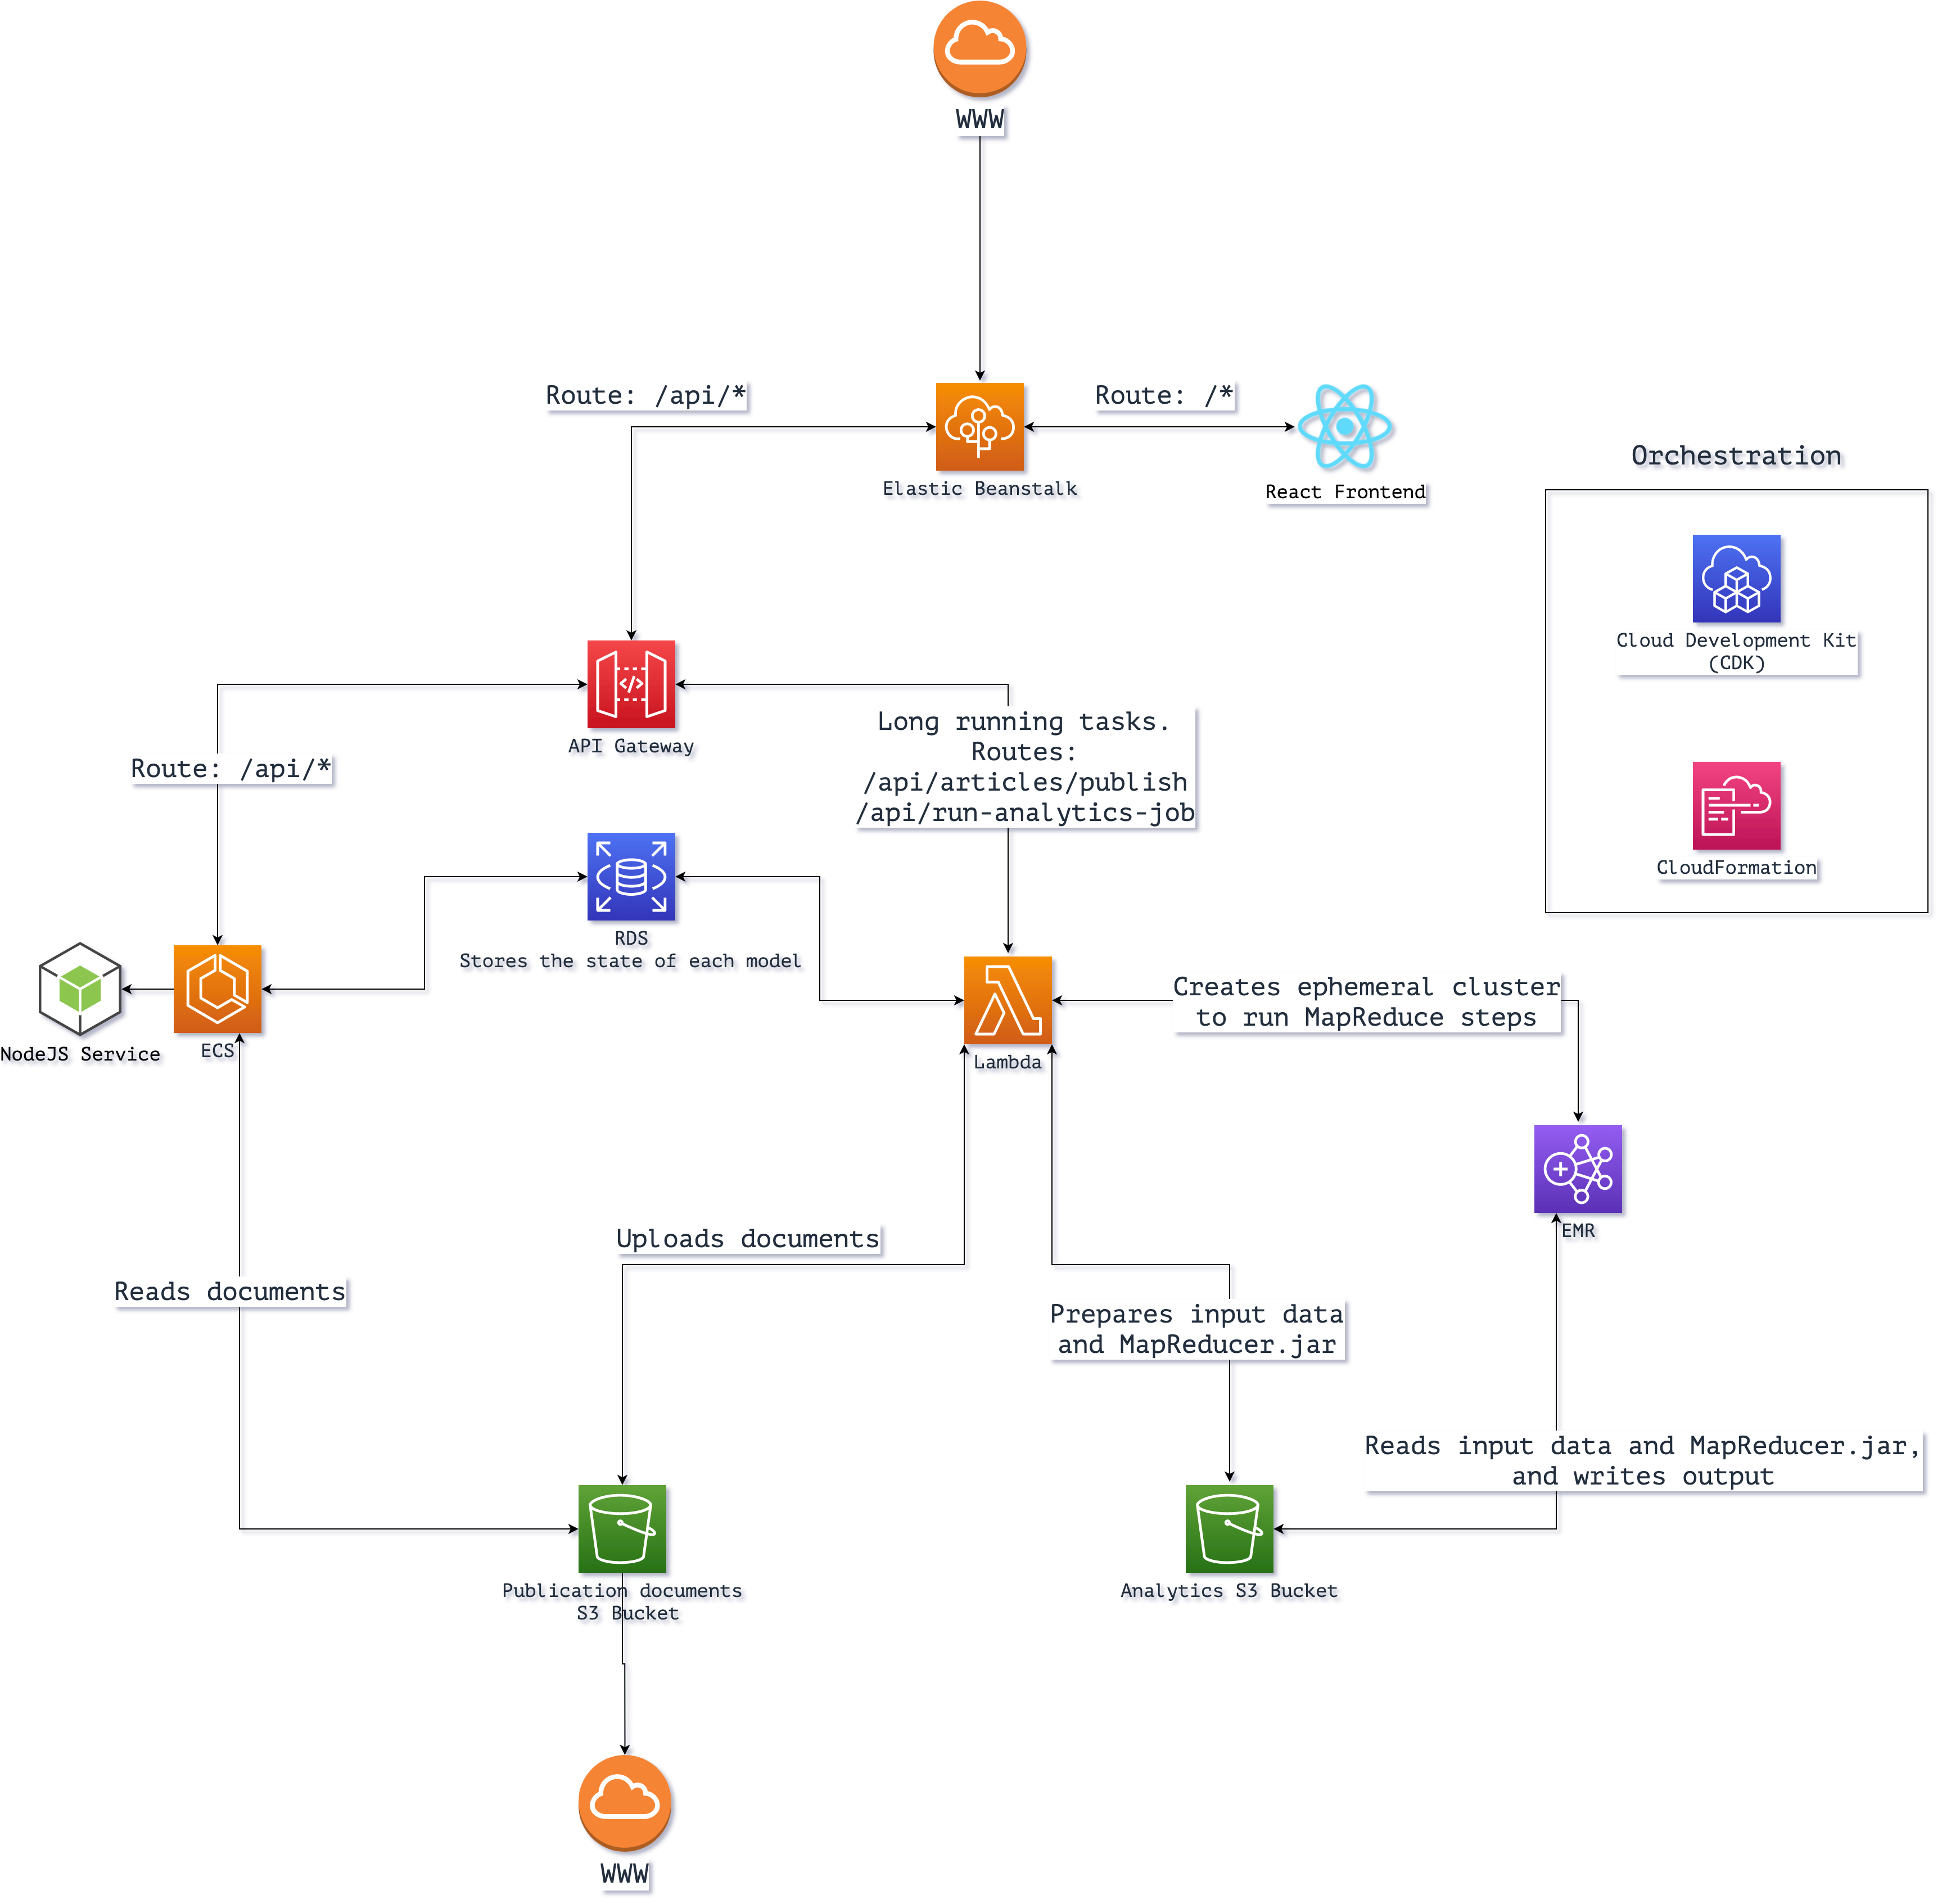 WWW
Route: /api/*
Route: /*
Elastic Beanstalk
React Frontend
Orchestration
Cloud Development Kit
(CDK)
API Gateway
Long running tasks.
Routes:
/api/articles/publish
/api/run-analytics-job
Route: /api/*
CloudFormation
RDS
Stores the state of each model
NodeJS Service
ECS
Lambda
Creates ephemeral cluster
to run MapReduce steps
EMR
Uploads documents
Reads documents
Prepares input data
and MapReducer.jar
Reads input data and MapReducer.jar,
and writes output
Publication documents
S3 Bucket
Analytics S3 Bucket
WWW